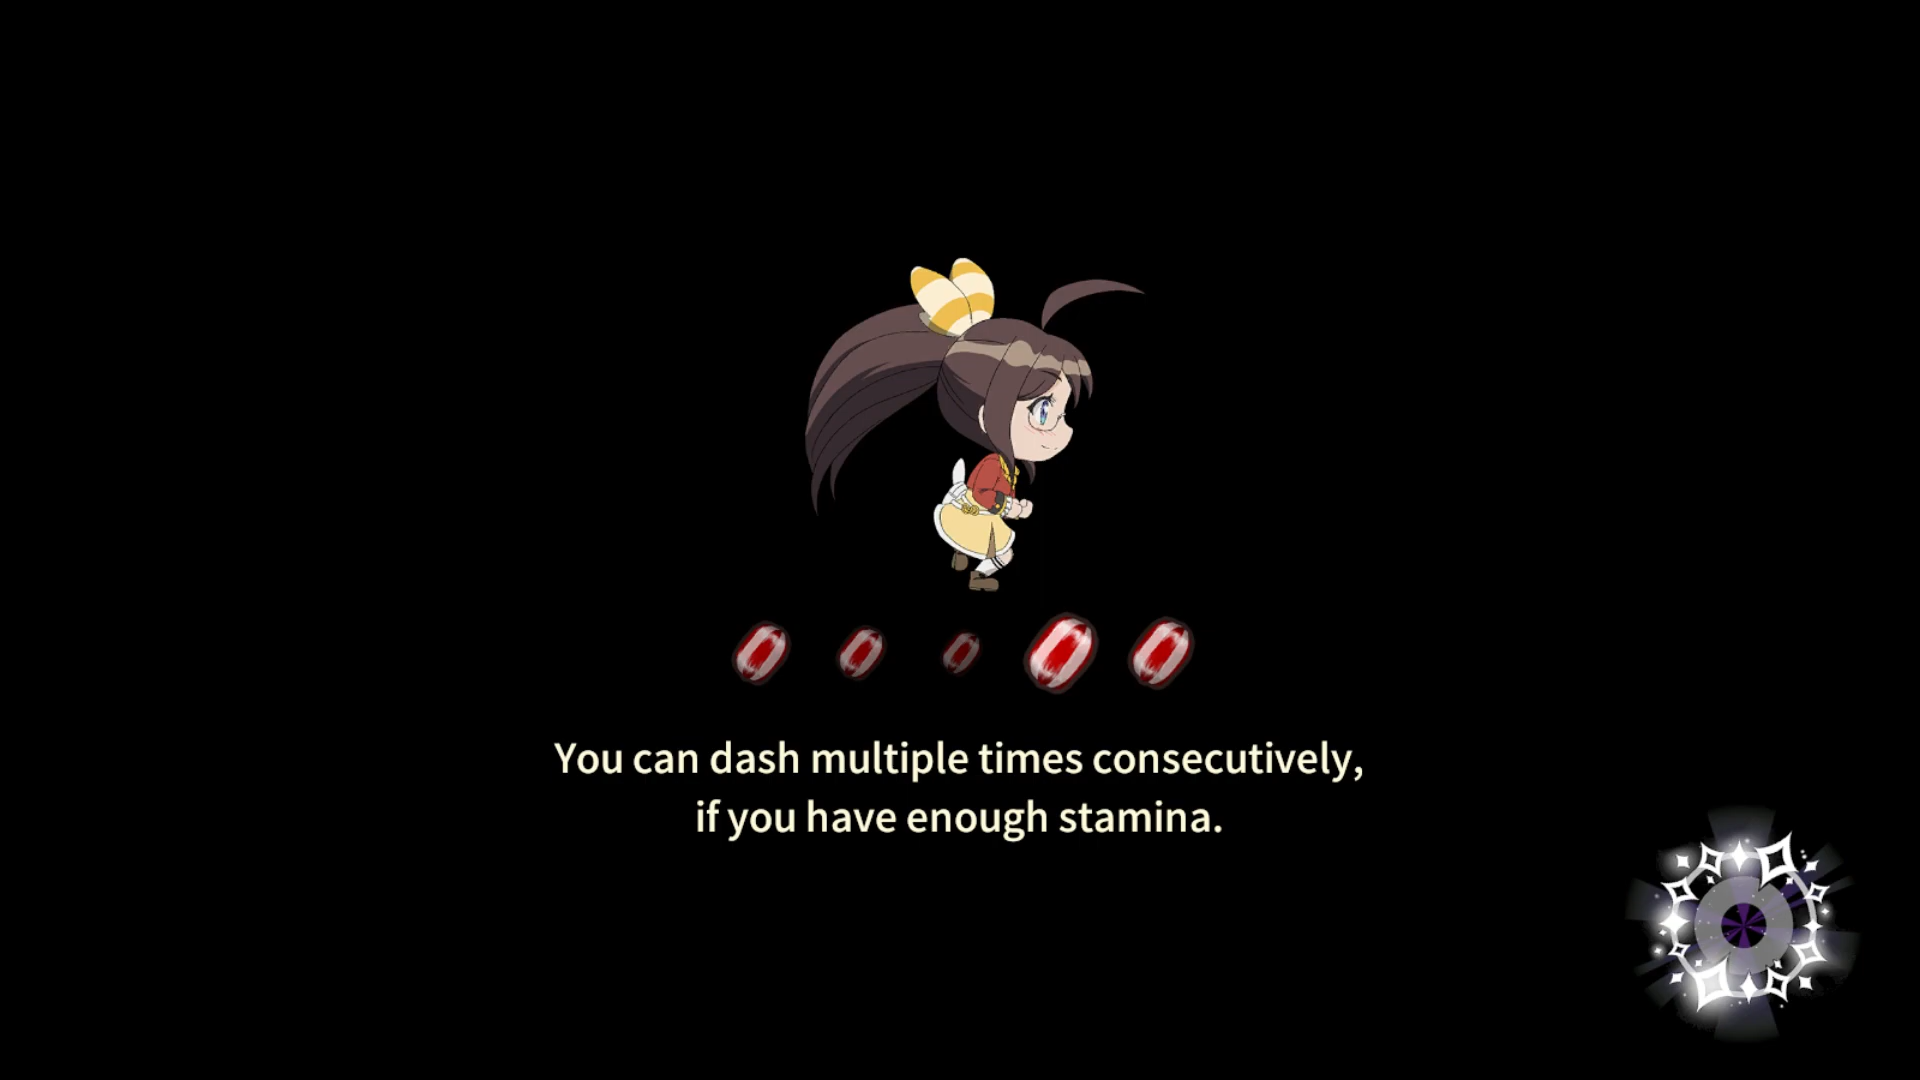 You can dash multiple times consecutively,
if you have enough stamina.